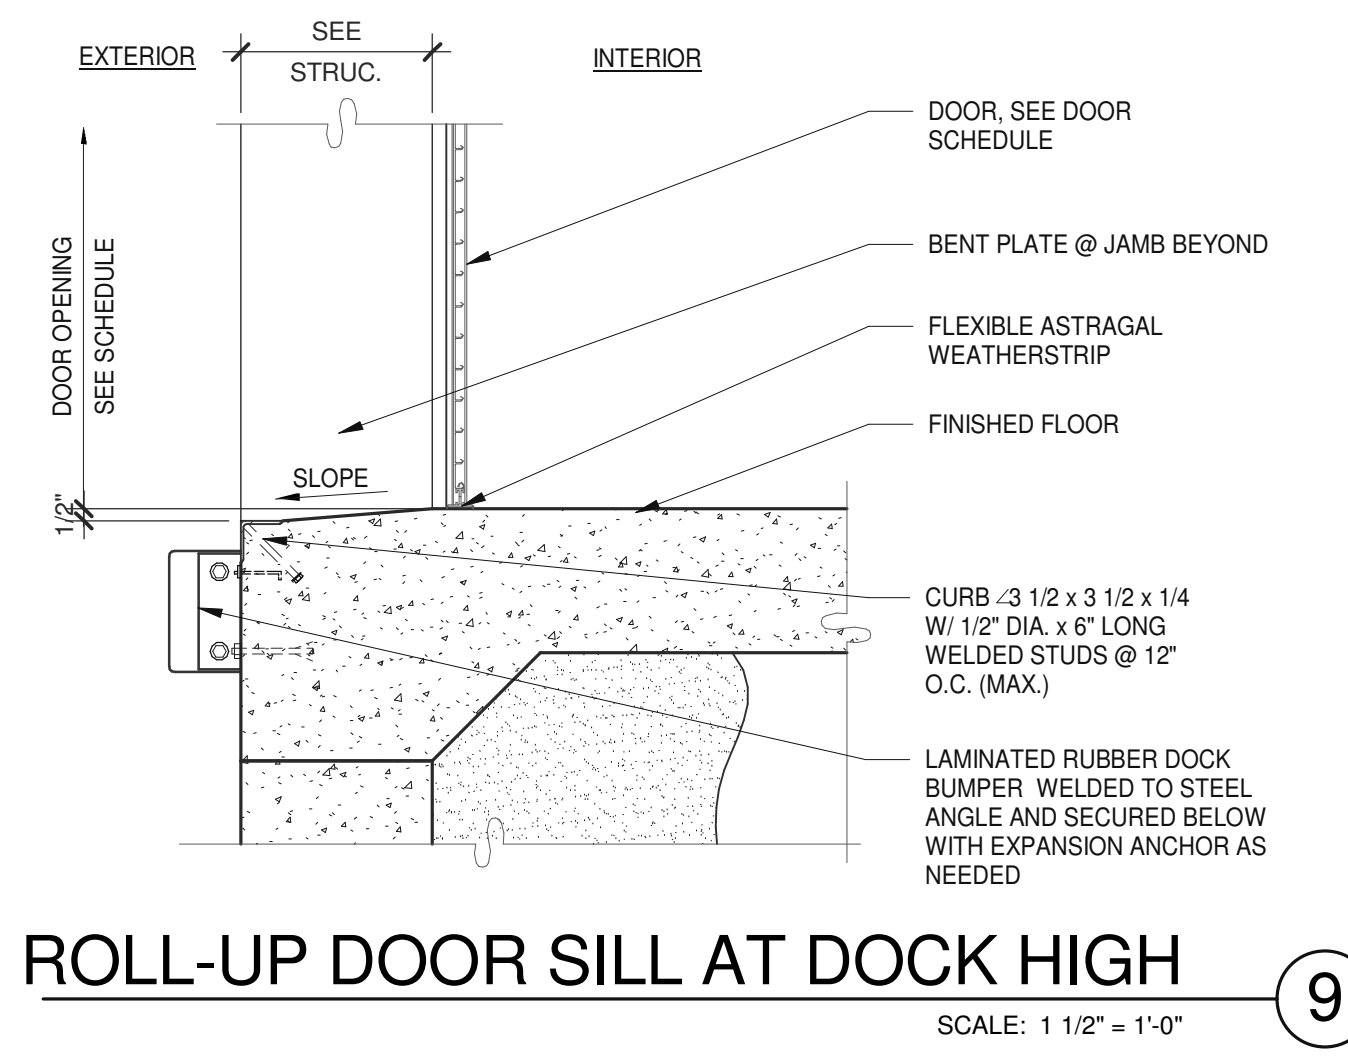 EXTERIOR
SEE
STRUC.
INTERIOR
DOOR, SEE DOOR
SCHEDULE
BENT PLATE @ JAMB BEYOND
FLEXIBLE ASTRAGAL
WEATHERSTRIP
FINISHED FLOOR
DOOR OPENING
SEE SCHEDULE
SLOPE
1/2"
CURB ∠3 1/2 x 3 1/2 x 1/4
W/ 1/2" DIA. x 6" LONG
WELDED STUDS @ 12"
O.C. (MAX.)
LAMINATED RUBBER DOCK
BUMPER WELDED TO STEEL
ANGLE AND SECURED BELOW
WITH EXPANSION ANCHOR AS
NEEDED
ROLL-UP DOOR SILL AT DOCK HIGH
9
SCALE: 1 1/2" = 1'-0"